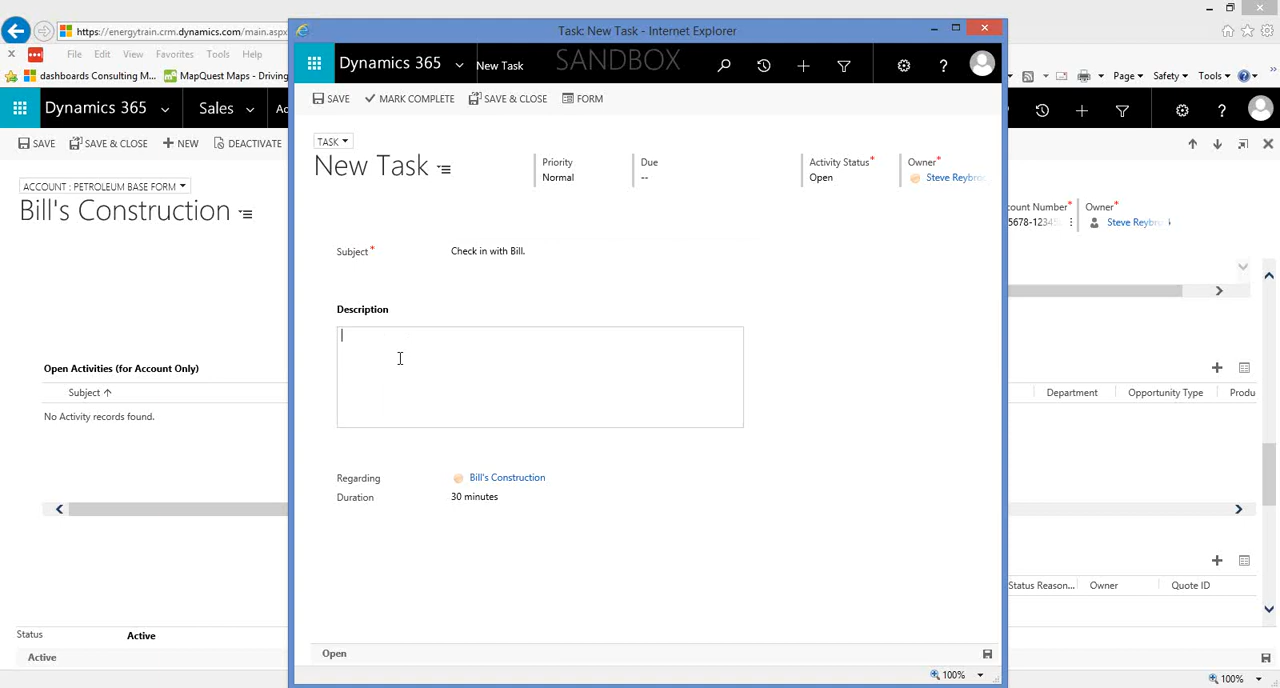 Task: New Task - Internet Explorer
https://energytrain.crm.dynamics.com/main.aspx
File Edit View Favorites Tools Help
dashboards Consulting M... MapQuest Maps - Driving
Page Safety Tools
Dynamics 365 New Task SANDBOX
Dynamics 365 Sales
SAVE MARK COMPLETE SAVE & CLOSE FORM
SAVE SAVE & CLOSE NEW DEACTIVATE
TASK
New Task
Priority
Normal
Due
--
Activity Status*
Open
Owner*
Steve Reybro
ACCOUNT : PETROLEUM BASE FORM
Bill's Construction
count Number*
Owner*
Steve Reybr
Subject* Check in with Bill.
Description
Open Activities (for Account Only)
Subject
No Activity records found.
Department Opportunity Type Produ
Regarding Bill's Construction
Duration 30 minutes
Status Reason... Owner Quote ID
Status Active
Active
Open
100%
100%